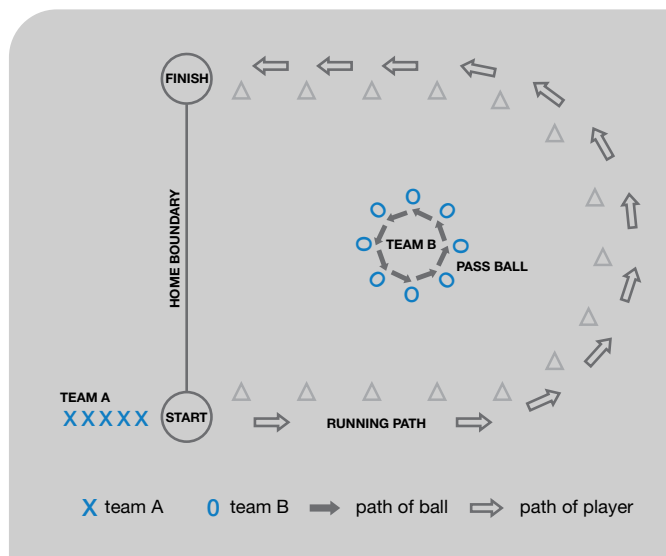 FINISH
HOME BOUNDARY
O
O O
O TEAM B O
PASS BALL
O O
O
TEAM A
XXXXX START
RUNNING PATH
X team A O team B path of ball path of player